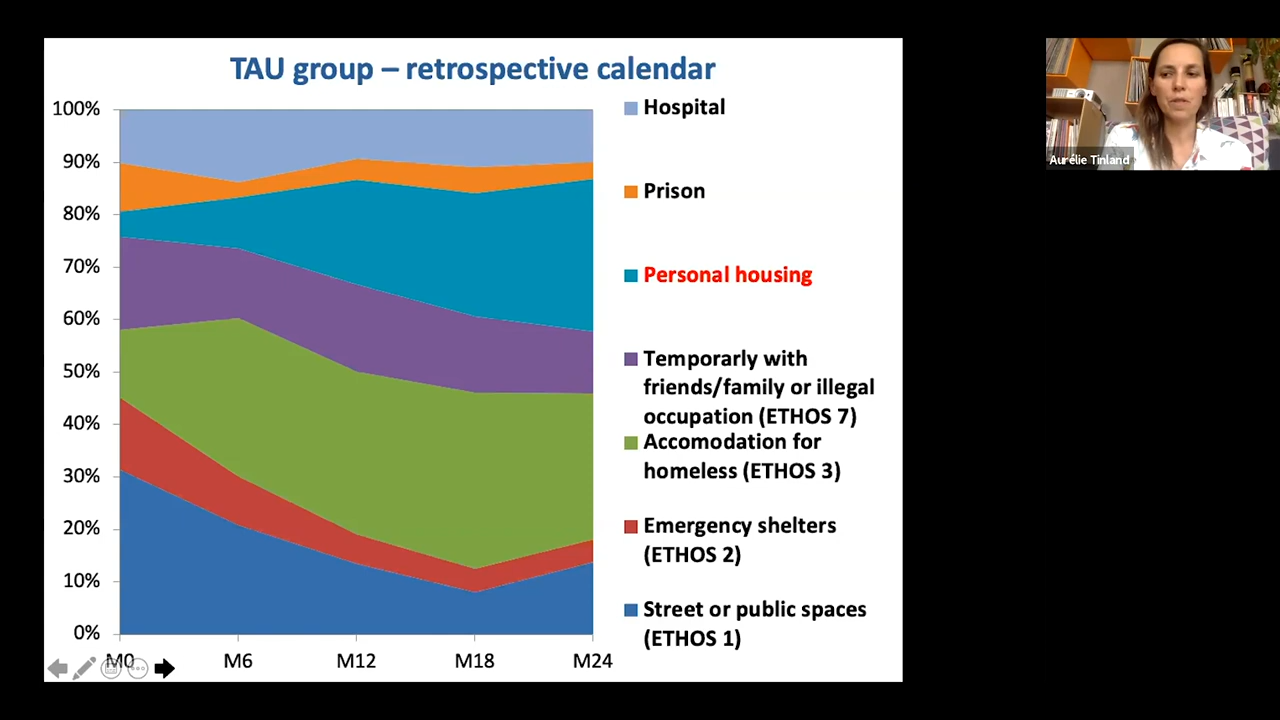 TAU group – retrospective calendar
100%
90%
80%
70%
60%
50%
40%
30%
20%
10%
0%
M0
M6
M12
M18
M24
Hospital
Prison
Personal housing
Temporarly with
friends/family or illegal
occupation (ETHOS 7)
Accomodation for
homeless (ETHOS 3)
Emergency shelters
(ETHOS 2)
Street or public spaces
(ETHOS 1)
Aurélie Tinland